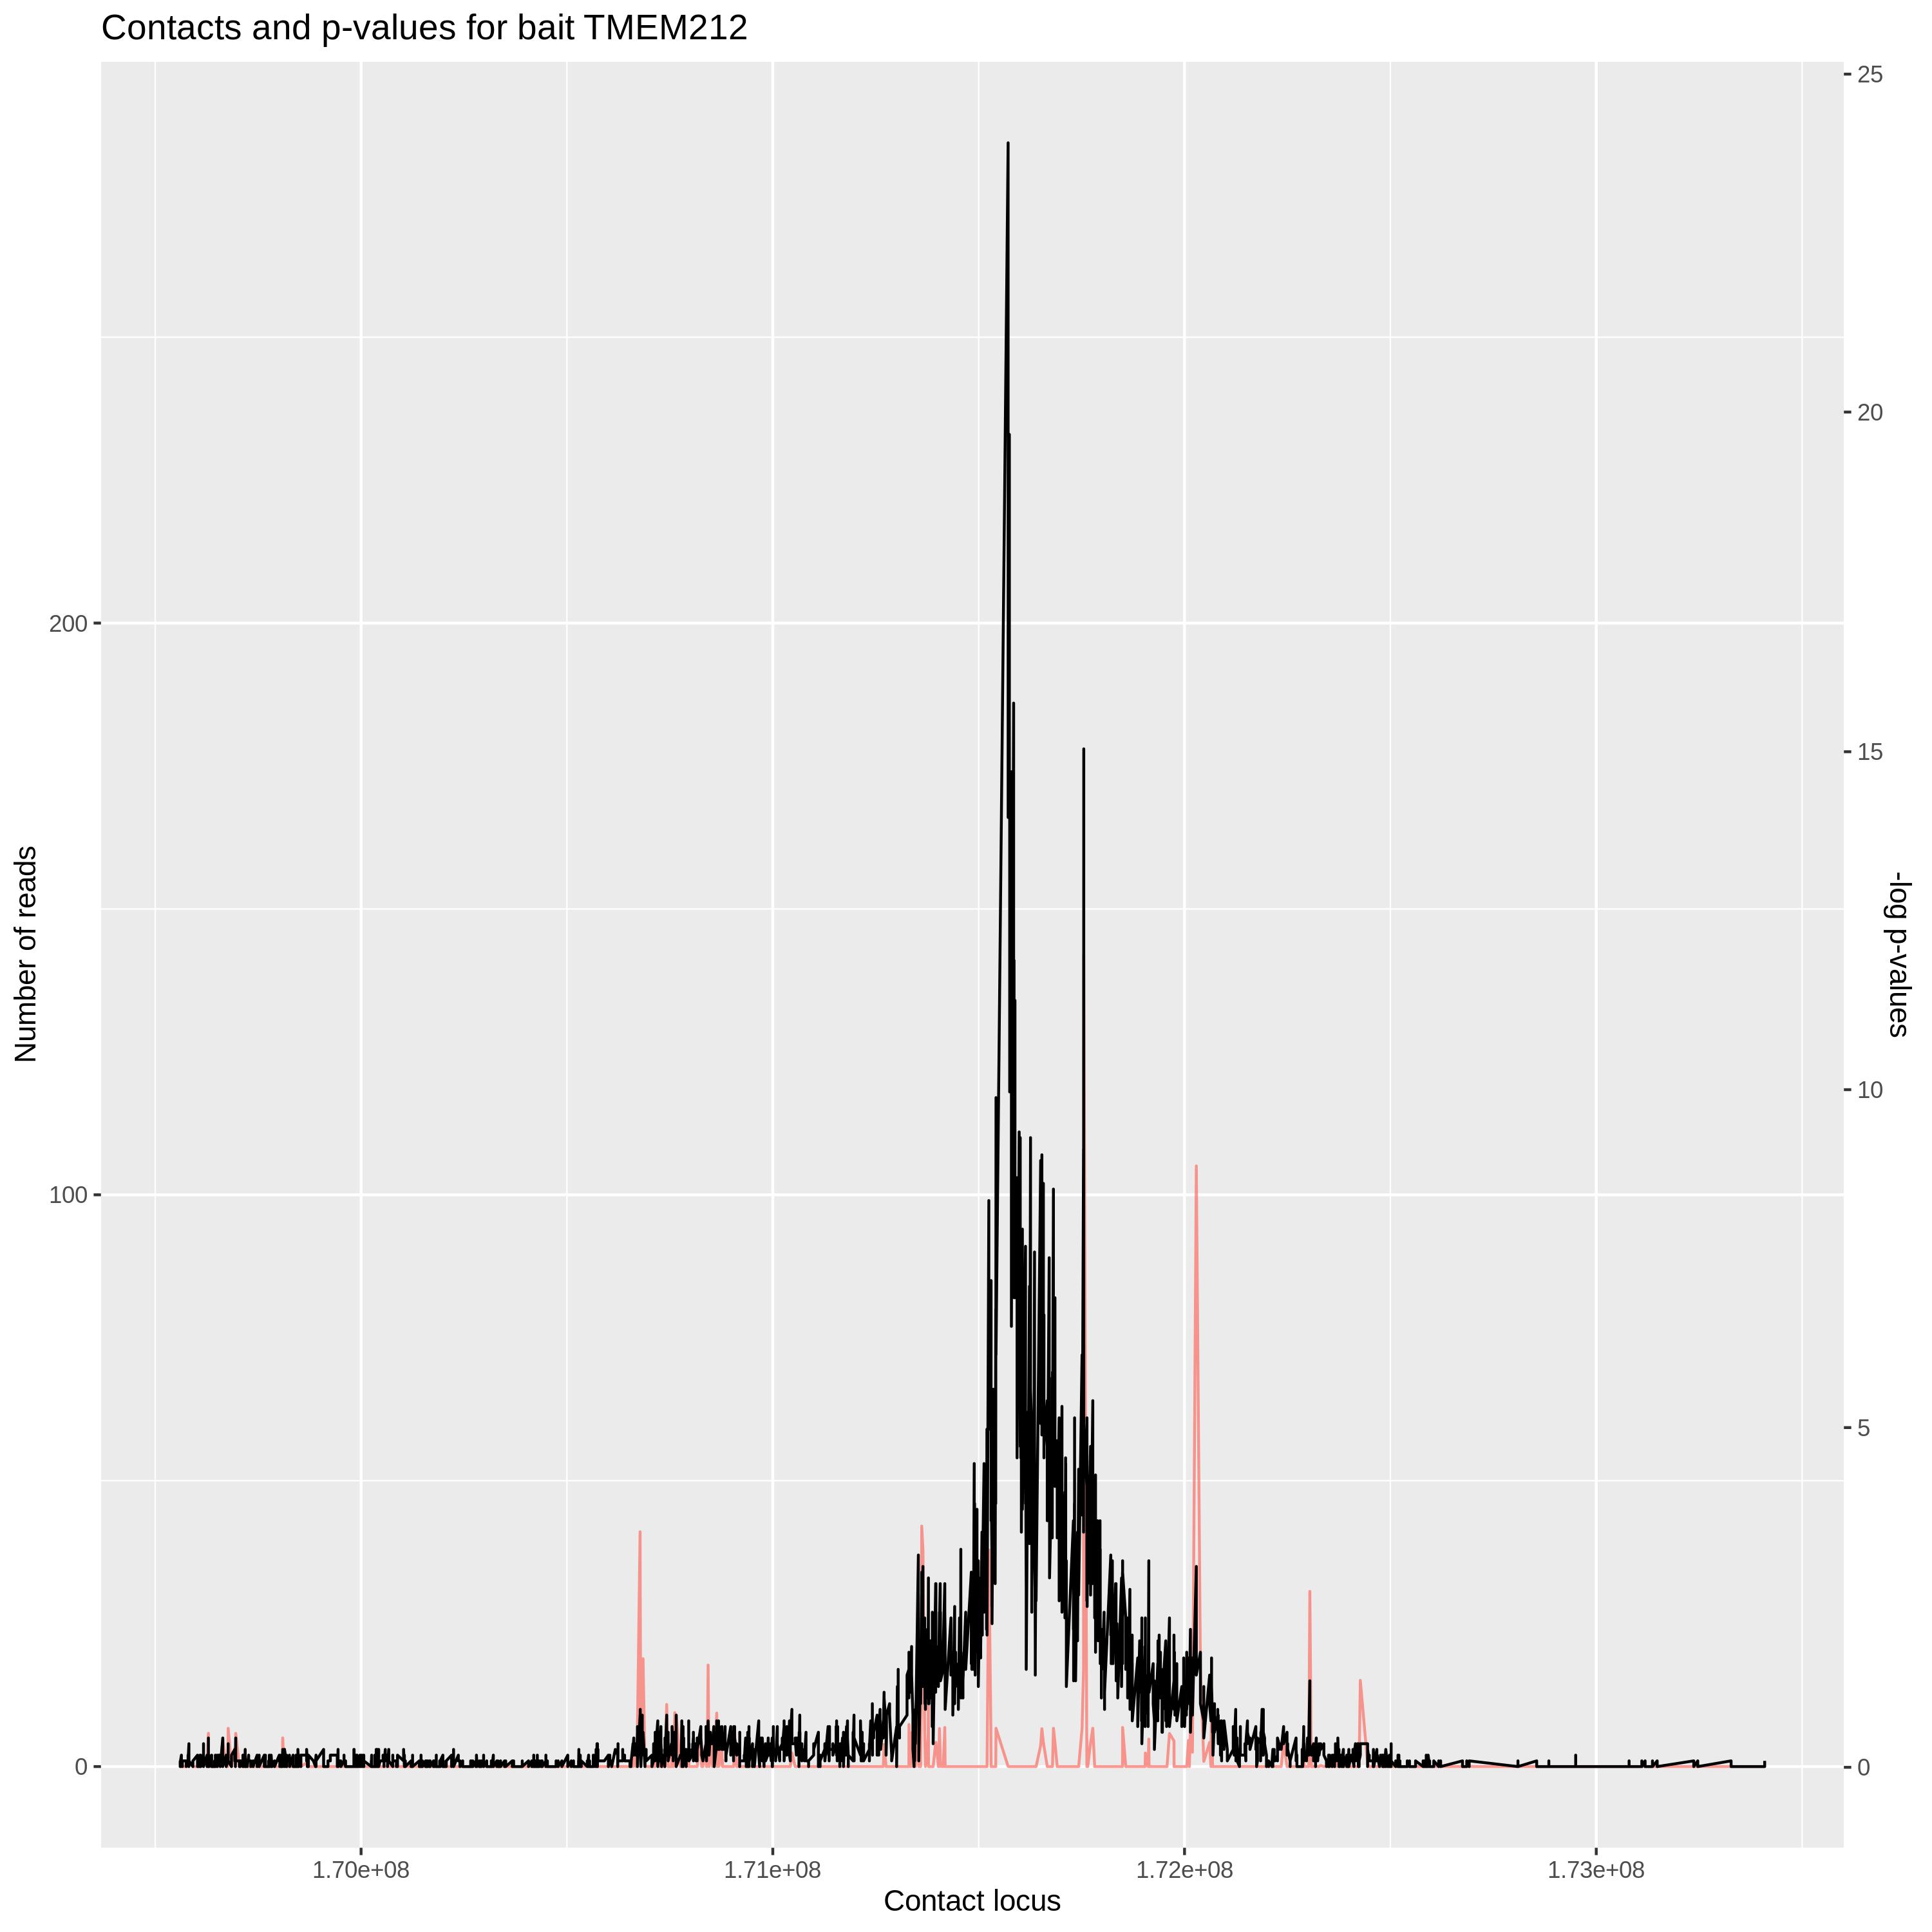 Contacts and p-values for bait TMEM212
25
20
15
10
5
0
200
100
0
Number of reads
-log p-values
1.70e+08 1.71e+08 1.72e+08 1.73e+08
Contact locus